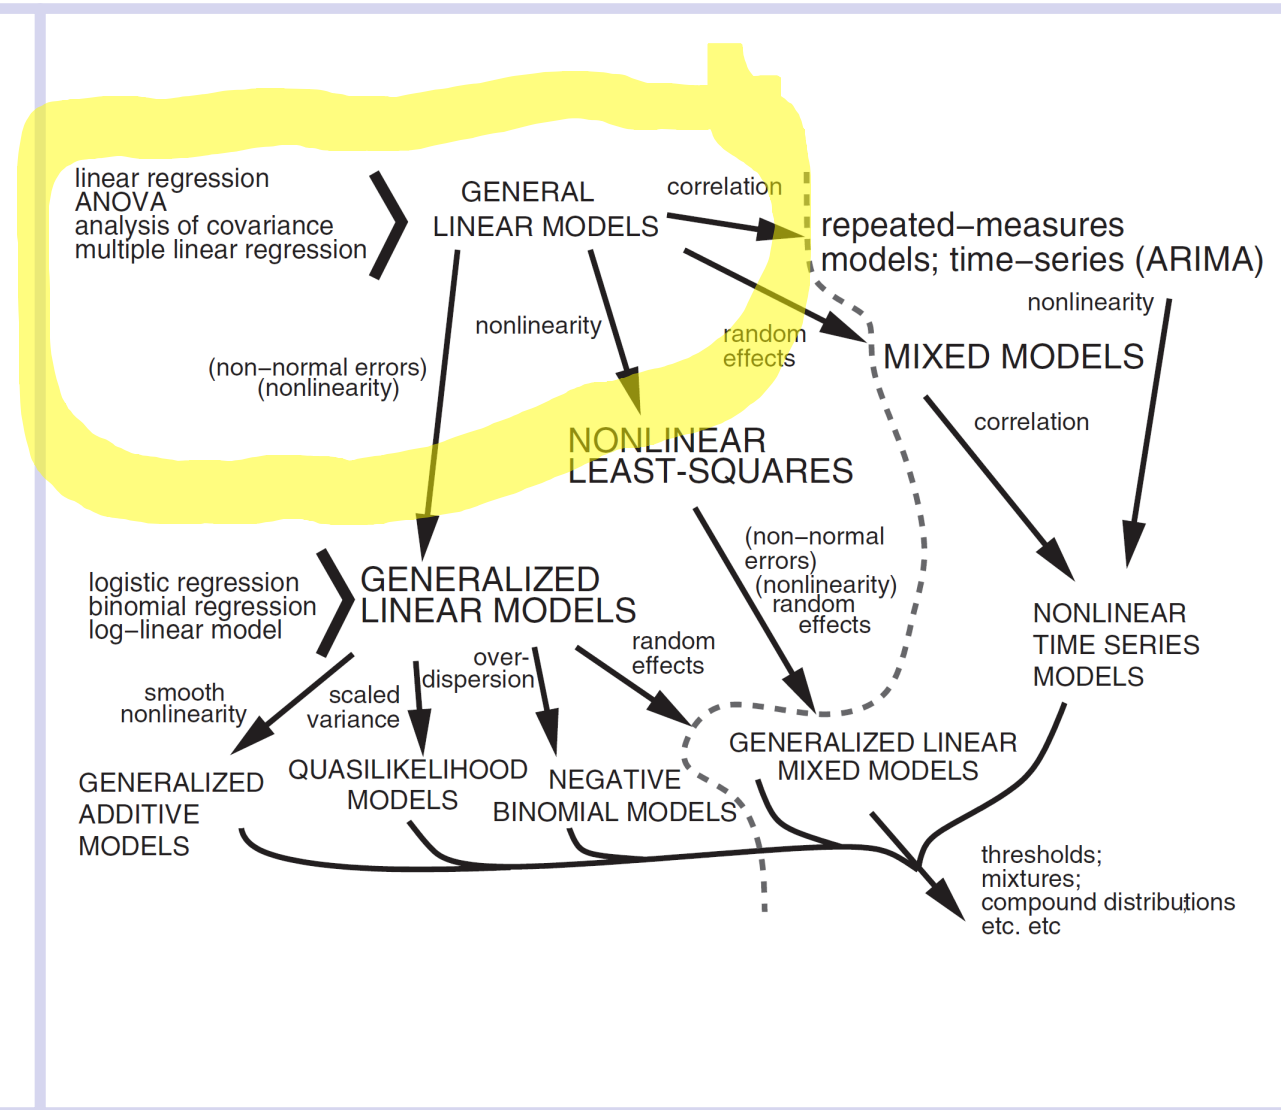 linear regression
ANOVA
analysis of covariance
multiple linear regression
GENERAL
LINEAR MODELS
correlation
repeated−measures
models; time−series (ARIMA)
nonlinearity
nonlinearity
random
effects
MIXED MODELS
(non−normal errors)
(nonlinearity)
correlation
NONLINEAR
LEAST-SQUARES
(non−normal
errors)
(nonlinearity)
random
effects
logistic regression
binomial regression
log−linear model
GENERALIZED
LINEAR MODELS
NONLINEAR
TIME SERIES
MODELS
random
effects
over-
dispersion
smooth
nonlinearity
scaled
variance
GENERALIZED
ADDITIVE
MODELS
QUASILIKELIHOOD
MODELS
NEGATIVE
BINOMIAL MODELS
GENERALIZED LINEAR
MIXED MODELS
thresholds;
mixtures;
compound distributions;
etc. etc